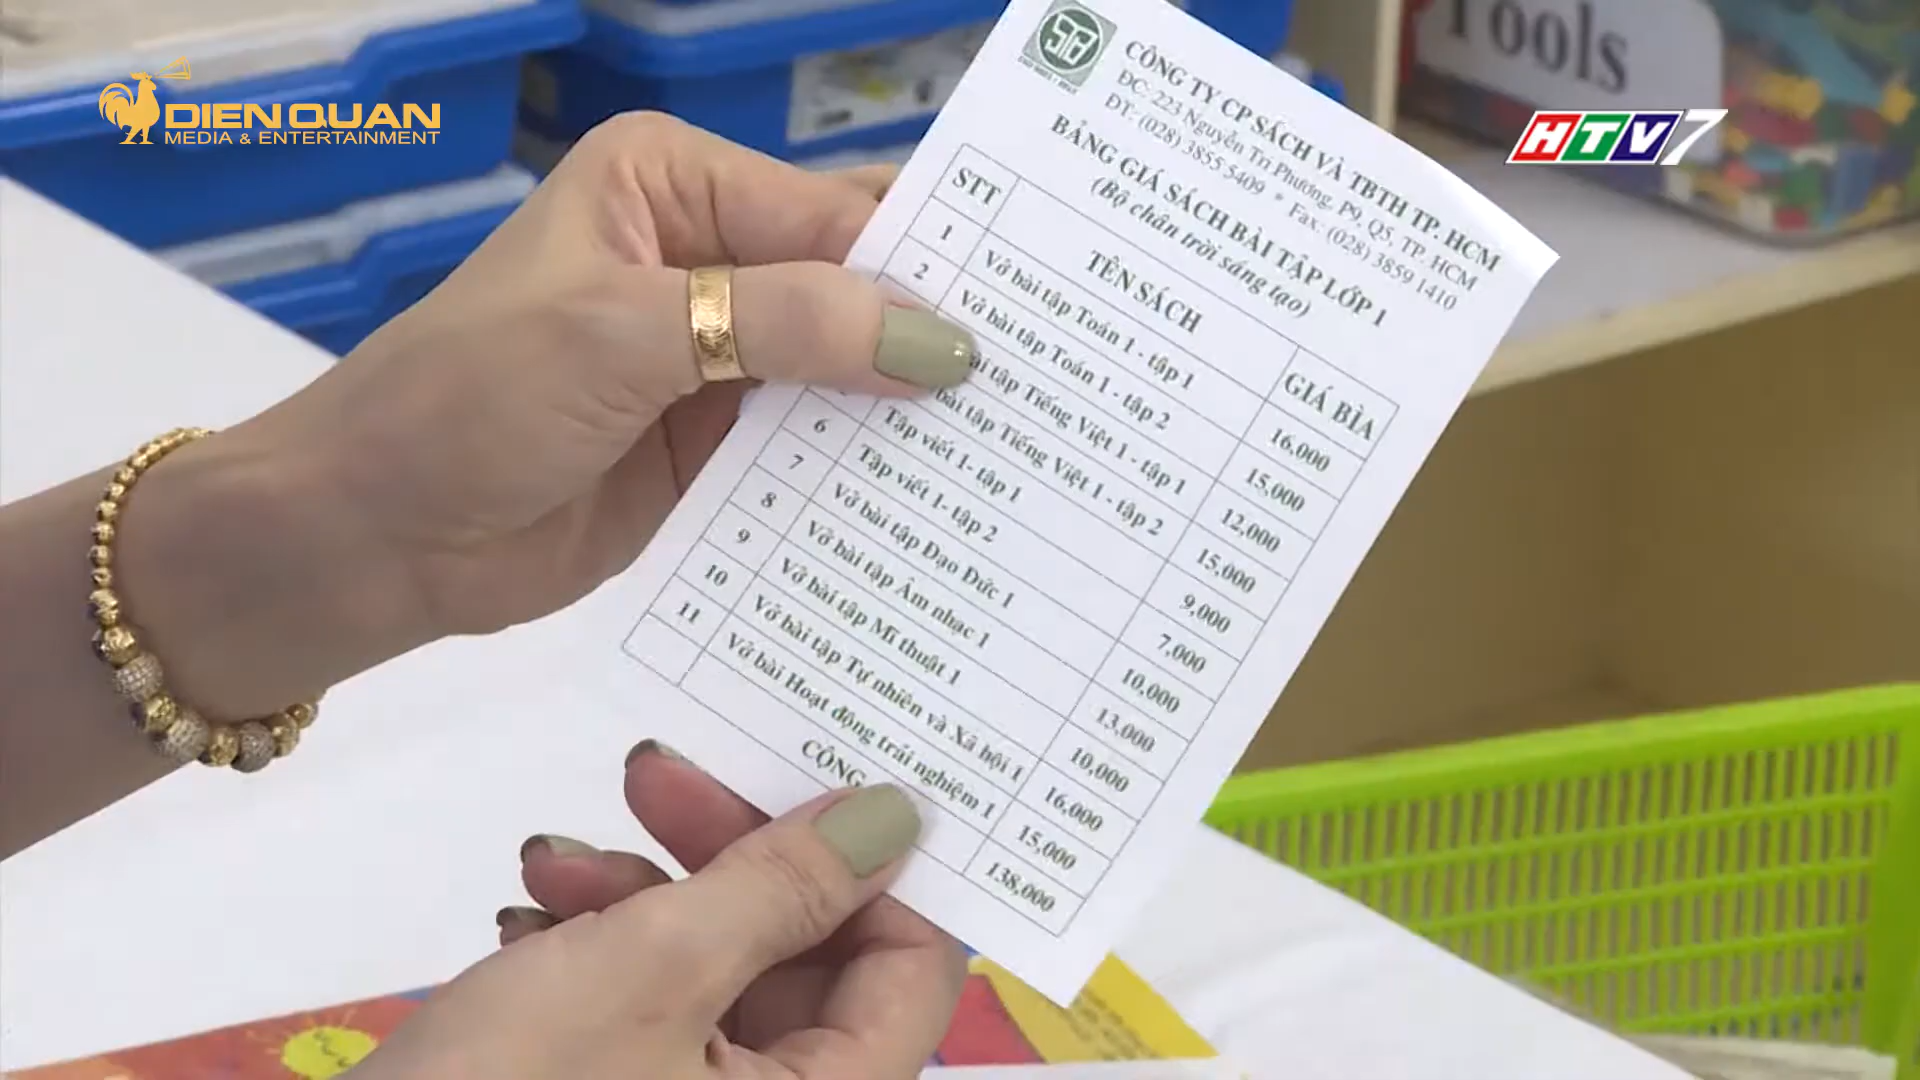 DIEN QUAN
MEDIA & ENTERTAINMENT
HTV7
Tools
STB
CÔNG TY CP SÁCH VÀ TBTH TP. HCM
ĐC: 223 Nguyễn Tri Phương, P9, Q5, TP. HCM
ĐT: (028) 3855 5409 * Fax: (028) 3859 1410
BẢNG GIÁ SÁCH BÀI TẬP LỚP 1
(Bộ chân trời sáng tạo)
STT TÊN SÁCH GIÁ BÌA
1 Vở bài tập Toán 1 - tập 1 16,000
2 Vở bài tập Toán 1 - tập 2 15,000
bài tập Tiếng Việt 1 - tập 1 12,000
bài tập Tiếng Việt 1 - tập 2 15,000
Tập viết 1- tập 1 9,000
6 Tập viết 1- tập 2 7,000
7 Vở bài tập Đạo Đức 1 10,000
8 Vở bài tập Âm nhạc 1 13,000
9 Vở bài tập Mĩ thuật 1 10,000
10 Vở bài tập Tự nhiên và Xã hội 1 16,000
11 Vở bài Hoạt động trải nghiệm 1 15,000
CỘNG 138,000